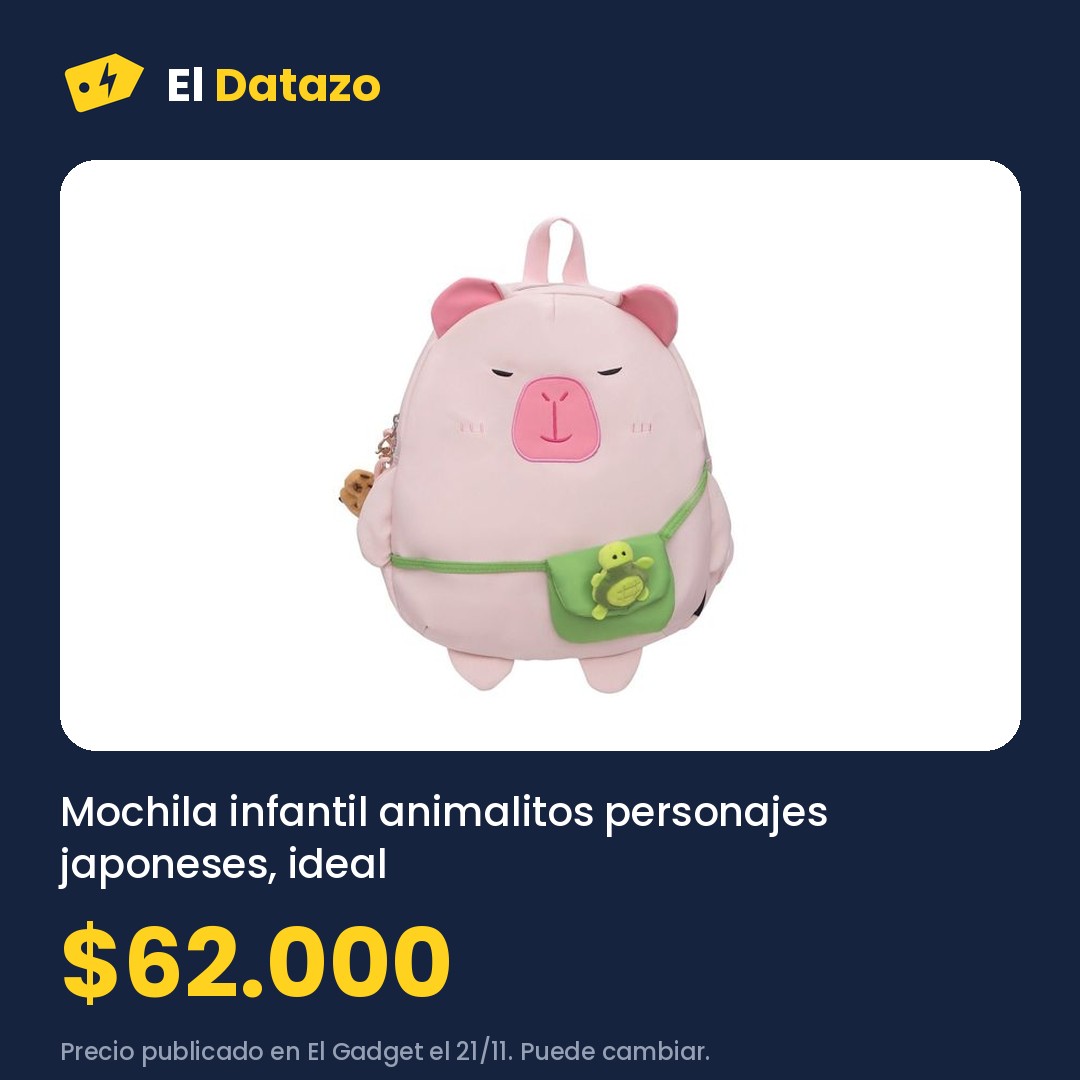 El Datazo
Mochila infantil animalitos personajes
japoneses, ideal
$62.000
Precio publicado en El Gadget el 21/11. Puede cambiar.